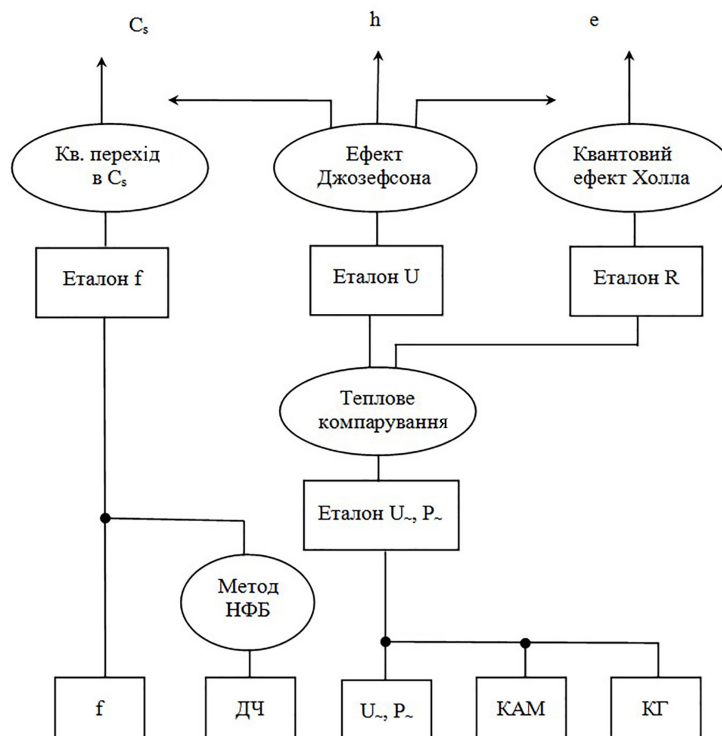 Cs
h
e
Кв. перехід
в Cs
Ефект
Джозефсона
Квантовий
ефект Холла
Еталон f
Еталон U
Еталон R
Теплове
компарування
Еталон U~, P~
Метод
НФБ
f
ДЧ
U~, P~
КАМ
КГ